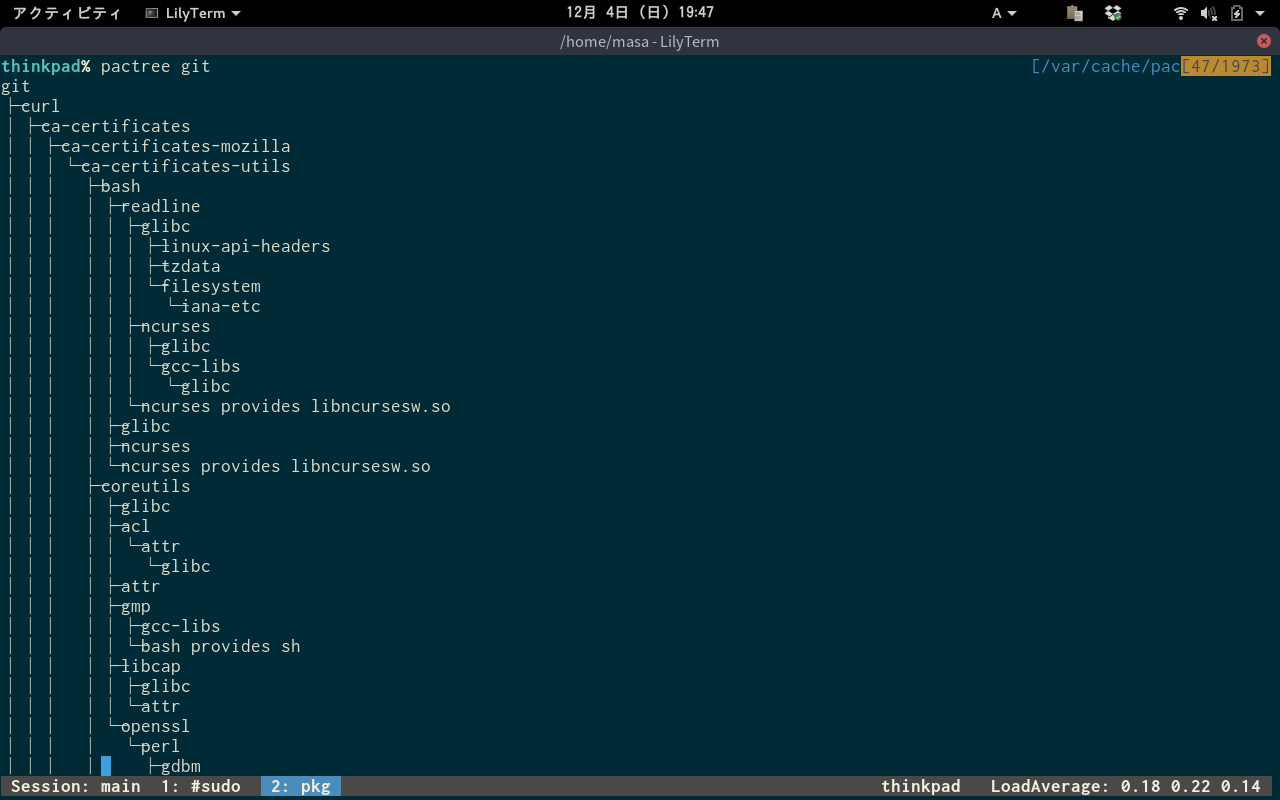 アクティビティ LilyTerm 12月 4日 (日) 19:47 A
/home/masa - LilyTerm
thinkpad% pactree git [/var/cache/pac[47/1973]
git
├─curl
│ ├─ca-certificates
│ │ ├─ca-certificates-mozilla
│ │ │ └─ca-certificates-utils
│ │ │   ├─bash
│ │ │   │ ├─readline
│ │ │   │ │ ├─glibc
│ │ │   │ │ │ ├─linux-api-headers
│ │ │   │ │ │ ├─tzdata
│ │ │   │ │ │ └─filesystem
│ │ │   │ │ │   └─iana-etc
│ │ │   │ │ ├─ncurses
│ │ │   │ │ │ ├─glibc
│ │ │   │ │ │ └─gcc-libs
│ │ │   │ │ │   └─glibc
│ │ │   │ │ └─ncurses provides libncursesw.so
│ │ │   │ ├─glibc
│ │ │   │ ├─ncurses
│ │ │   │ └─ncurses provides libncursesw.so
│ │ │   ├─coreutils
│ │ │   │ ├─glibc
│ │ │   │ ├─acl
│ │ │   │ │ └─attr
│ │ │   │ │   └─glibc
│ │ │   │ ├─attr
│ │ │   │ ├─gmp
│ │ │   │ │ ├─gcc-libs
│ │ │   │ │ └─bash provides sh
│ │ │   │ ├─libcap
│ │ │   │ │ ├─glibc
│ │ │   │ │ └─attr
│ │ │   │ └─openssl
│ │ │   │   └─perl
│ │ │   │     ├─gdbm
Session: main 1: #sudo 2: pkg thinkpad LoadAverage: 0.18 0.22 0.14